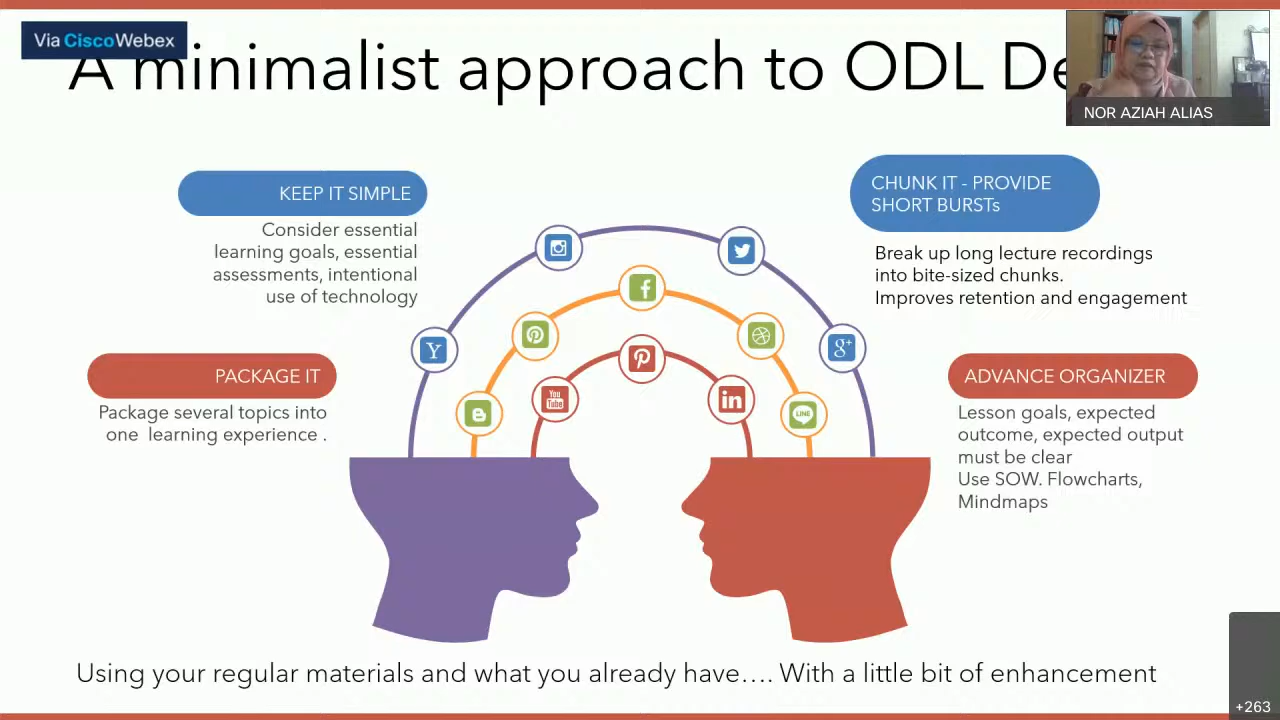 Via CiscoWebex
A minimalist approach to ODL De
NOR AZIAH ALIAS
KEEP IT SIMPLE
Consider essential
learning goals, essential
assessments, intentional
use of technology
CHUNK IT - PROVIDE
SHORT BURSTs
Break up long lecture recordings
into bite-sized chunks.
Improves retention and engagement
PACKAGE IT
Package several topics into
one learning experience .
ADVANCE ORGANIZER
Lesson goals, expected
outcome, expected output
must be clear
Use SOW. Flowcharts,
Mindmaps
Y
g+
You
Tube
in
LINE
Using your regular materials and what you already have…. With a little bit of enhancement
+263